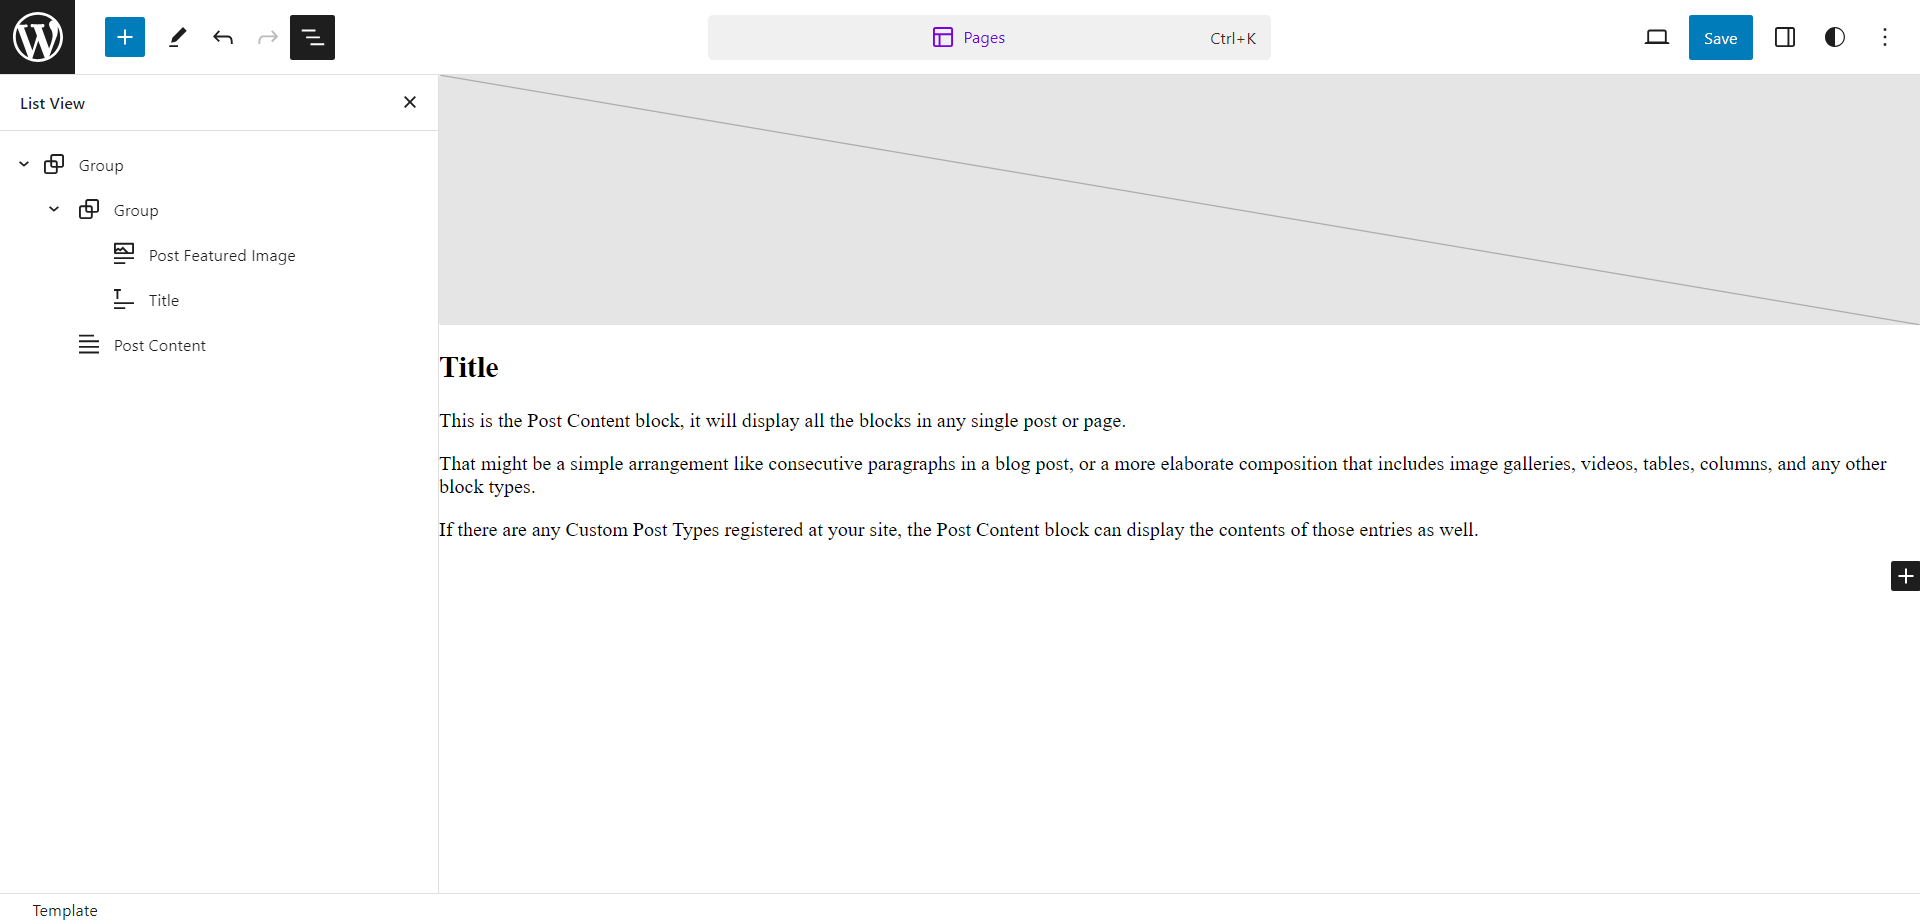 Pages
Ctrl+K
Save
List View
Group
Group
Post Featured Image
Title
Post Content
Title
This is the Post Content block, it will display all the blocks in any single post or page.
That might be a simple arrangement like consecutive paragraphs in a blog post, or a more elaborate composition that includes image galleries, videos, tables, columns, and any other
block types.
If there are any Custom Post Types registered at your site, the Post Content block can display the contents of those entries as well.
Template